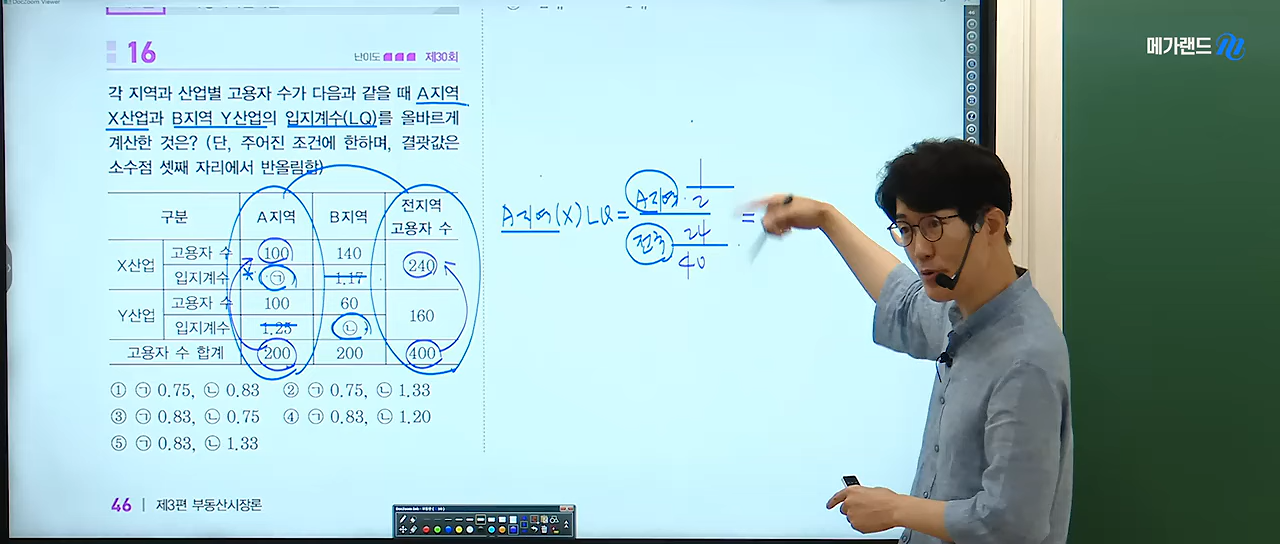 DocZoom Viewer
메가랜드
16
난이도 제30회
각 지역과 산업별 고용자 수가 다음과 같을 때 A지역
X산업과 B지역 Y산업의 입지계수(LQ)를 올바르게
계산한 것은? (단, 주어진 조건에 한하며, 결괏값은
소수점 셋째 자리에서 반올림함)
구분 A지역 B지역 전지역 고용자 수
X산업 고용자 수 100 140 240
입지계수 ㉠ 1.17
Y산업 고용자 수 100 60 160
입지계수 1.25 ㉡
고용자 수 합계 200 200 400
① ㉠ 0.75, ㉡ 0.83 ② ㉠ 0.75, ㉡ 1.33
③ ㉠ 0.83, ㉡ 0.75 ④ ㉠ 0.83, ㉡ 1.20
⑤ ㉠ 0.83, ㉡ 1.33
46 | 제3편 부동산시장론
1
A지역 2
A지역(X) LQ = =
전국 24
40